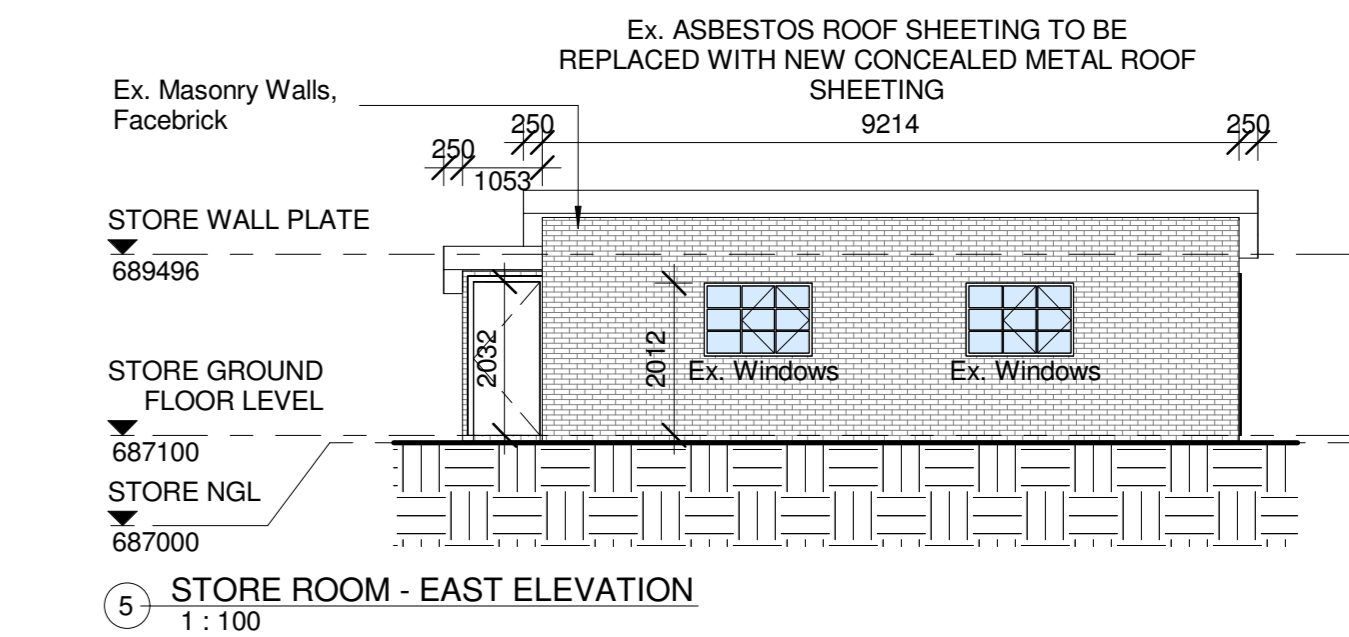 Ex. ASBESTOS ROOF SHEETING TO BE
REPLACED WITH NEW CONCEALED METAL ROOF
SHEETING
Ex. Masonry Walls,
Facebrick
250
9214
250
250
1053
STORE WALL PLATE
689496
2032
2012
Ex. Windows
Ex. Windows
STORE GROUND
FLOOR LEVEL
687100
STORE NGL
687000
5
STORE ROOM - EAST ELEVATION
1 : 100